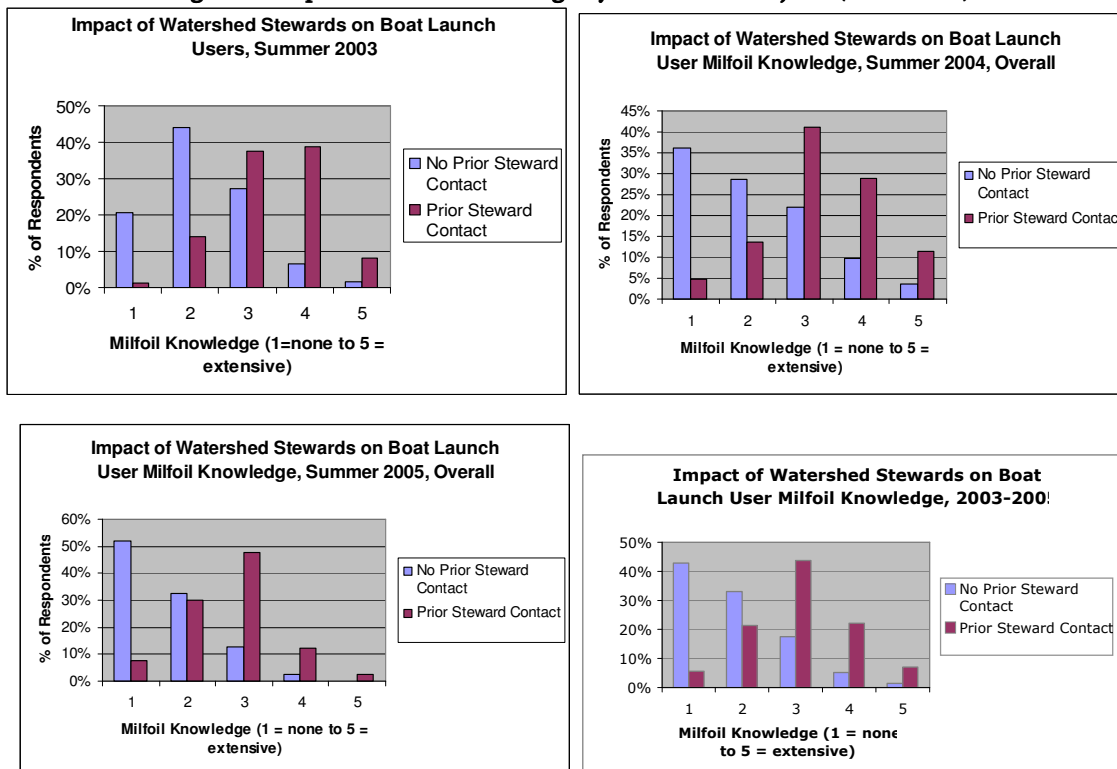 Impact of Watershed Stewards on Boat Launch
Users, Summer 2003
% of Respondents
50%
40%
30%
20%
10%
0%
1 2 3 4 5
Milfoil Knowledge (1=none to 5 =
extensive)
No Prior Steward
Contact
Prior Steward
Contact
Impact of Watershed Stewards on Boat Launch
User Milfoil Knowledge, Summer 2004, Overall
% of Respondents
45%
40%
35%
30%
25%
20%
15%
10%
5%
0%
1 2 3 4 5
Milfoil Knowledge (1 = none to 5 =
extensive)
No Prior Steward
Contact
Prior Steward Contac
Impact of Watershed Stewards on Boat Launch
User Milfoil Knowledge, Summer 2005, Overall
% of Respondents
60%
50%
40%
30%
20%
10%
0%
1 2 3 4 5
Milfoil Knowledge (1 = none to 5 =
extensive)
No Prior Steward
Contact
Prior Steward Contact
Impact of Watershed Stewards on Boat
Launch User Milfoil Knowledge, 2003-200
50%
40%
30%
20%
10%
0%
1 2 3 4 5
Milfoil Knowledge (1 = none
to 5 = extensive)
No Prior Steward
Contact
Prior Steward Contact